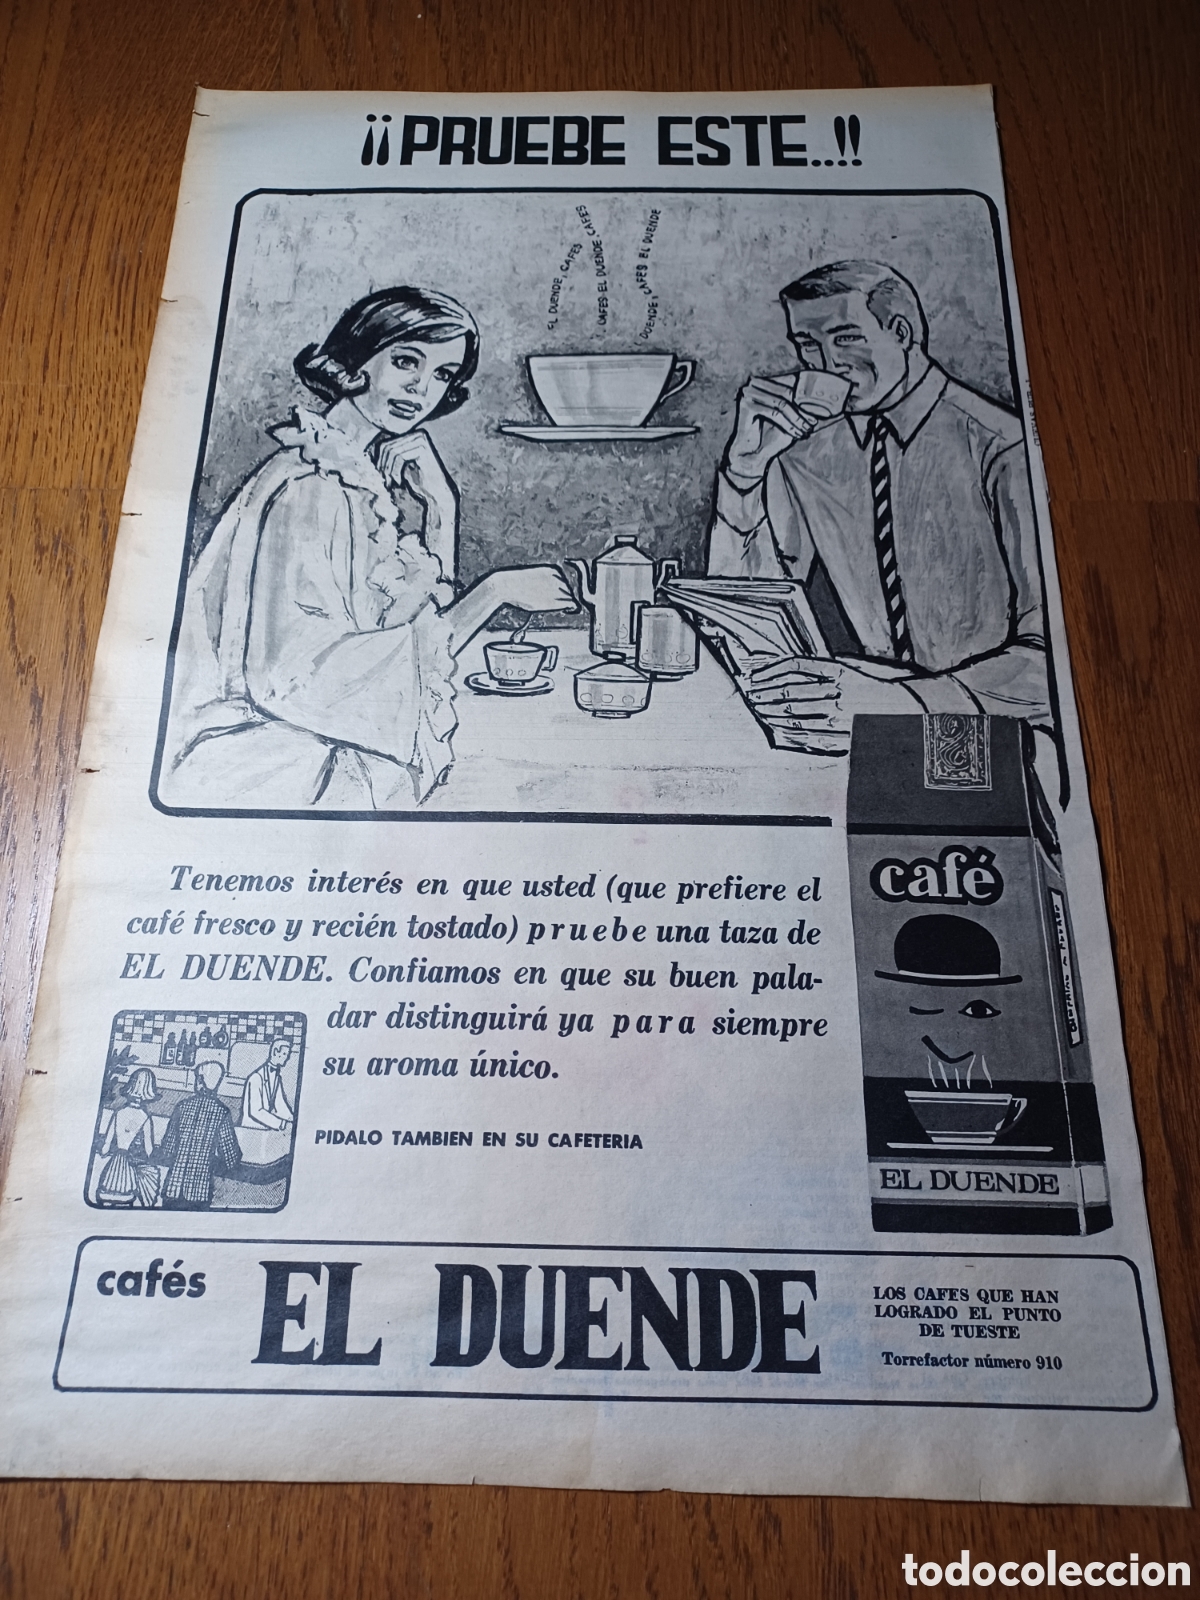 ¡¡PRUEBE ESTE...!!
EL DUENDE, CAFES
CAFES EL DUENDE, CAFES
DUENDE, CAFES EL DUENDE
Tenemos interés en que usted (que prefiere el
café fresco y recién tostado) pruebe una taza de
EL DUENDE. Confiamos en que su buen pala-
dar distinguirá ya para siempre
su aroma único.
PIDALO TAMBIEN EN SU CAFETERIA
café
EL DUENDE
cafés
EL DUENDE
LOS CAFES QUE HAN
LOGRADO EL PUNTO
DE TUESTE
Torrefactor número 910
todocoleccion